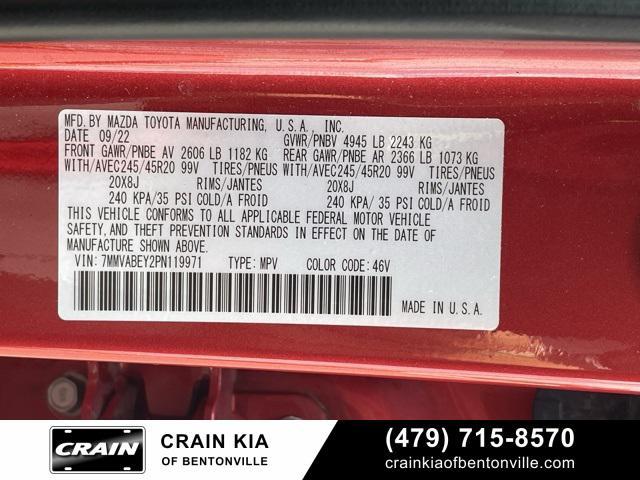 MFD. BY MAZDA TOYOTA MANUFACTURING, U.S.A. INC.
DATE 09/22 GVWR/PNBV 4945 LB 2243 KG
FRONT GAWR/PNBE AV 2606 LB 1182 KG REAR GAWR/PNBE AR 2366 LB 1073 KG
WITH/AVEC245/45R20 99V TIRES/PNEUS WITH/AVEC245/45R20 99V TIRES/PNEUS
20X8J RIMS/JANTES 20X8J RIMS/JANTES
240 KPA/35 PSI COLD/A FROID 240 KPA/35 PSI COLD/A FROID
THIS VEHICLE CONFORMS TO ALL APPLICABLE FEDERAL MOTOR VEHICLE
SAFETY, AND THEFT PREVENTION STANDARDS IN EFFECT ON THE DATE OF
MANUFACTURE SHOWN ABOVE.
VIN: 7MMVABEY2PN119971 TYPE: MPV COLOR CODE: 46V
MADE IN U.S.A.
CRAIN
CRAIN KIA
OF BENTONVILLE
(479) 715-8570
crainkiaofbentonville.com